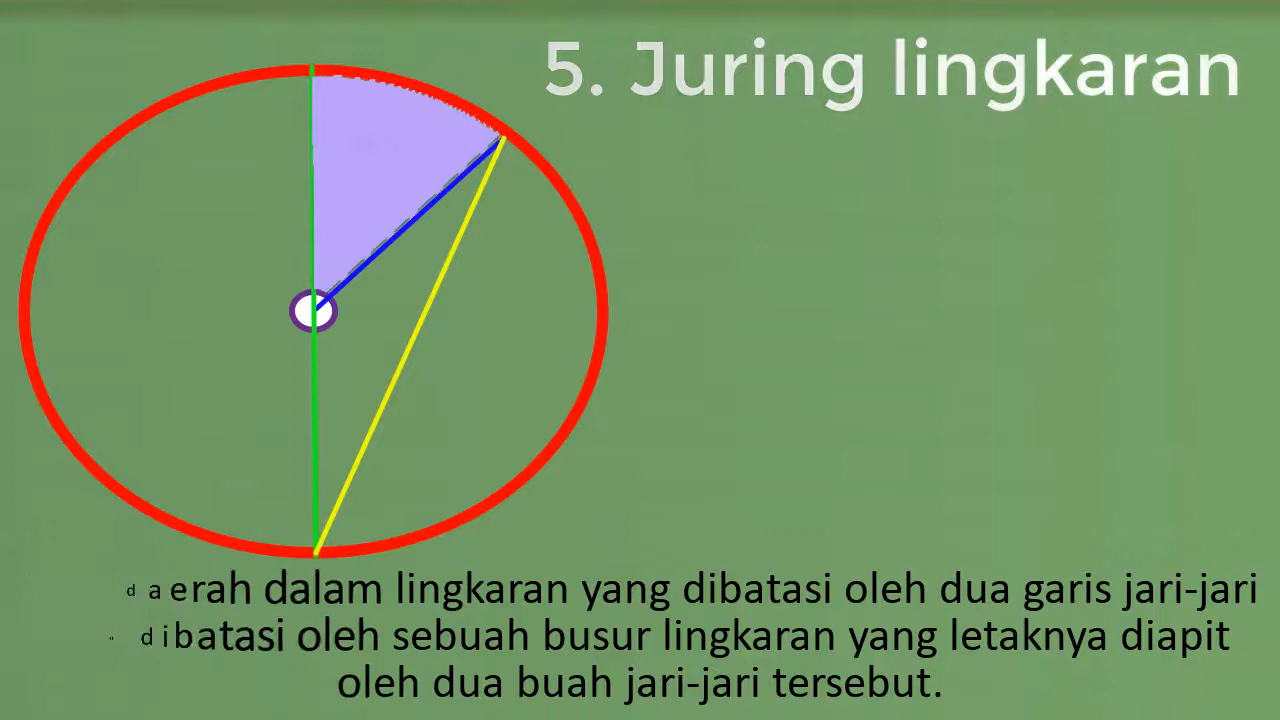 5. Juring lingkaran
daerah dalam lingkaran yang dibatasi oleh dua garis jari-jari
dibatasi oleh sebuah busur lingkaran yang letaknya diapit
oleh dua buah jari-jari tersebut.